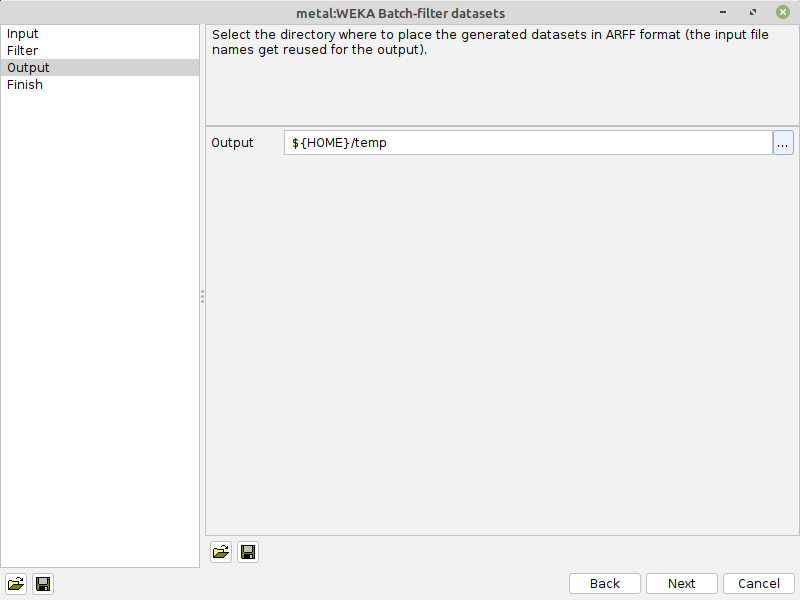 metal:WEKA Batch-filter datasets
Input
Filter
Output
Finish
Select the directory where to place the generated datasets in ARFF format (the input file
names get reused for the output).
Output
${HOME}/temp
...
Back
Next
Cancel